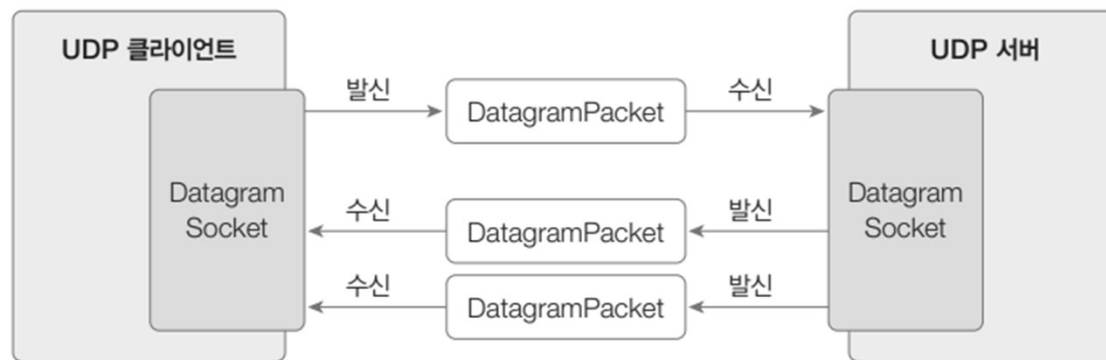 UDP 클라이언트
UDP 서버
발신
DatagramPacket
수신
Datagram
Socket
수신
DatagramPacket
발신
Datagram
Socket
수신
DatagramPacket
발신